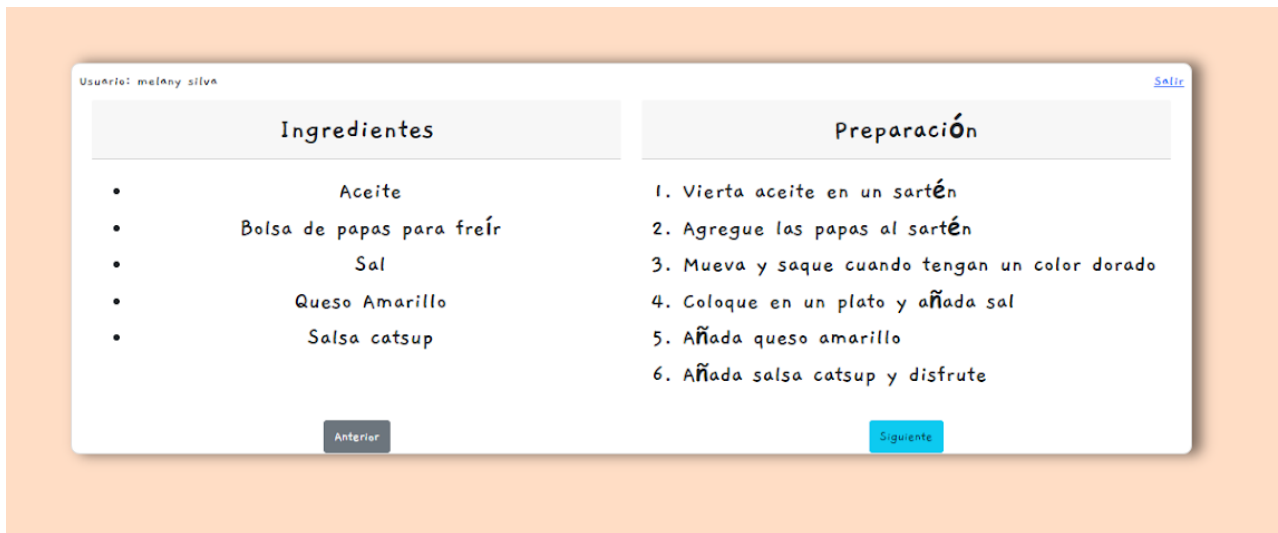 Usuario: melany silva
Salir
Ingredientes
• Aceite
• Bolsa de papas para freír
• Sal
• Queso Amarillo
• Salsa catsup
Anterior
Preparación
1. Vierta aceite en un sartén
2. Agregue las papas al sartén
3. Mueva y saque cuando tengan un color dorado
4. Coloque en un plato y añada sal
5. Añada queso amarillo
6. Añada salsa catsup y disfrute
Siguiente